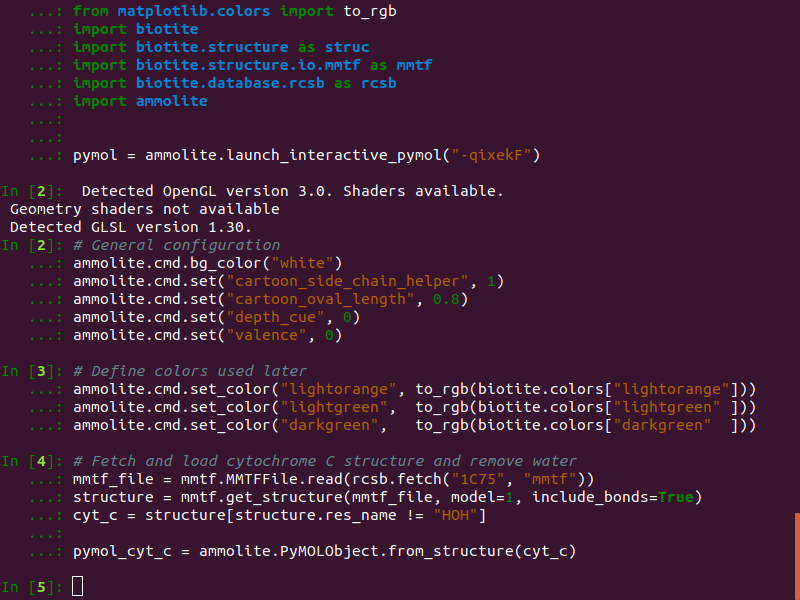 ...: from matplotlib.colors import to_rgb
...: import biotite
...: import biotite.structure as struc
...: import biotite.structure.io.mmtf as mmtf
...: import biotite.database.rcsb as rcsb
...: import ammolite
...:
...:
...: pymol = ammolite.launch_interactive_pymol("-qixekF")
In [2]:  Detected OpenGL version 3.0. Shaders available.
Geometry shaders not available
Detected GLSL version 1.30.
In [2]: # General configuration
...: ammolite.cmd.bg_color("white")
...: ammolite.cmd.set("cartoon_side_chain_helper", 1)
...: ammolite.cmd.set("cartoon_oval_length", 0.8)
...: ammolite.cmd.set("depth_cue", 0)
...: ammolite.cmd.set("valence", 0)
In [3]: # Define colors used later
...: ammolite.cmd.set_color("lightorange", to_rgb(biotite.colors["lightorange"]))
...: ammolite.cmd.set_color("lightgreen",  to_rgb(biotite.colors["lightgreen" ]))
...: ammolite.cmd.set_color("darkgreen",   to_rgb(biotite.colors["darkgreen"  ]))
In [4]: # Fetch and load cytochrome C structure and remove water
...: mmtf_file = mmtf.MMTFFile.read(rcsb.fetch("1C75", "mmtf"))
...: structure = mmtf.get_structure(mmtf_file, model=1, include_bonds=True)
...: cyt_c = structure[structure.res_name != "HOH"]
...:
...: pymol_cyt_c = ammolite.PyMOLObject.from_structure(cyt_c)
In [5]: